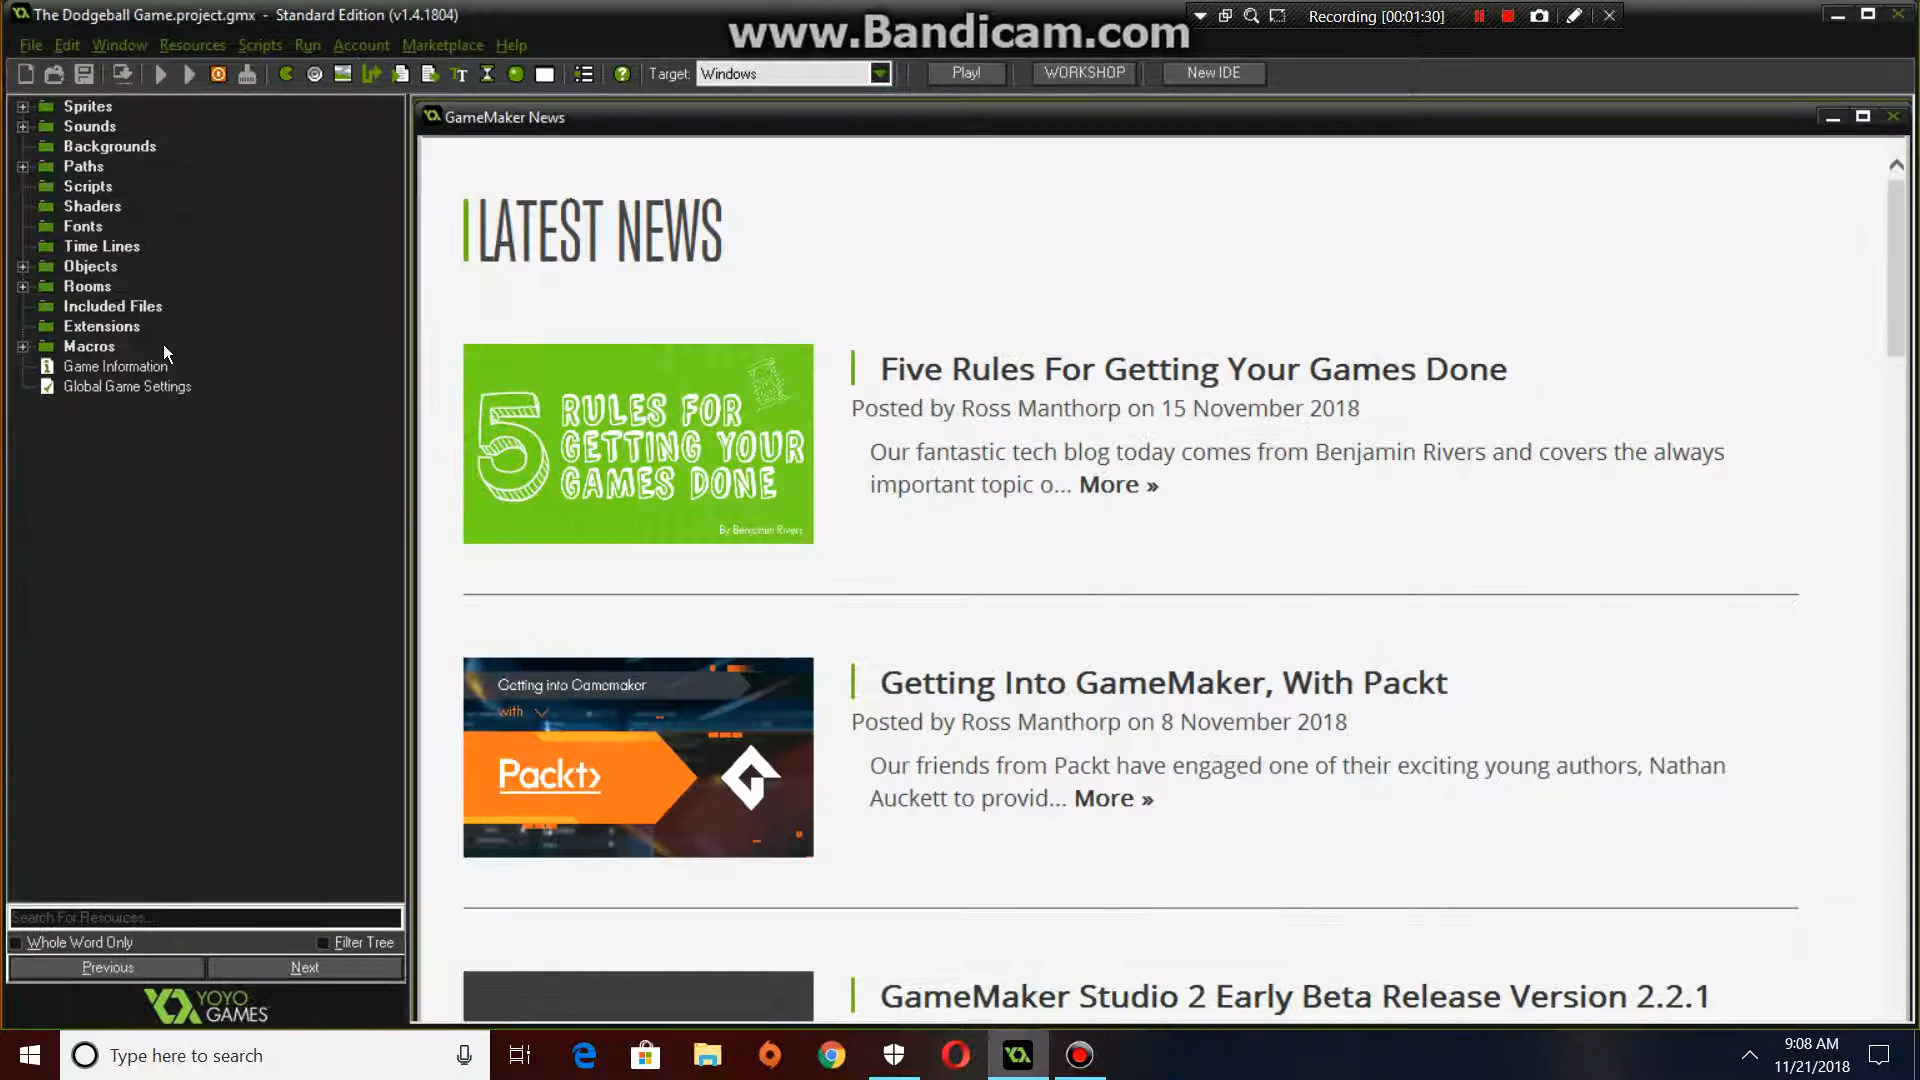 The Dodgeball Game.project.gmx - Standard Edition (v1.4.1804)
www.Bandicam.com
Recording [00:01:30]
File Edit Window Resources Scripts Run Account Marketplace Help
Target: Windows
Play!
WORKSHOP
New IDE
Sprites
Sounds
Backgrounds
Paths
Scripts
Shaders
Fonts
Time Lines
Objects
Rooms
Included Files
Extensions
Macros
Game Information
Global Game Settings
Search For Resources...
Whole Word Only
Filter Tree
Previous
Next
YOYO
GAMES
GameMaker News
LATEST NEWS
5 RULES FOR
GETTING YOUR
GAMES DONE
By Benjamin Rivers
Five Rules For Getting Your Games Done
Posted by Ross Manthorp on 15 November 2018
Our fantastic tech blog today comes from Benjamin Rivers and covers the always
important topic o... More »
Getting into Gamemaker
with
Packt>
Getting Into GameMaker, With Packt
Posted by Ross Manthorp on 8 November 2018
Our friends from Packt have engaged one of their exciting young authors, Nathan
Auckett to provid... More »
GameMaker Studio 2 Early Beta Release Version 2.2.1
Type here to search
9:08 AM
11/21/2018